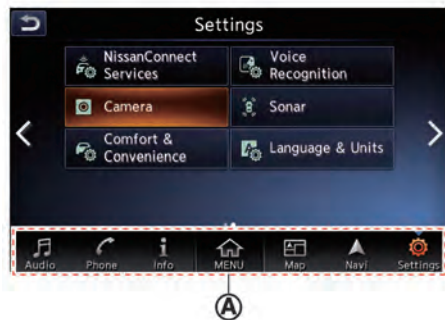 Settings
NissanConnect
Services
Voice
Recognition
Camera
Sonar
Comfort &
Convenience
Language & Units
Audio
Phone
Info
MENU
Map
Navi
Settings
A